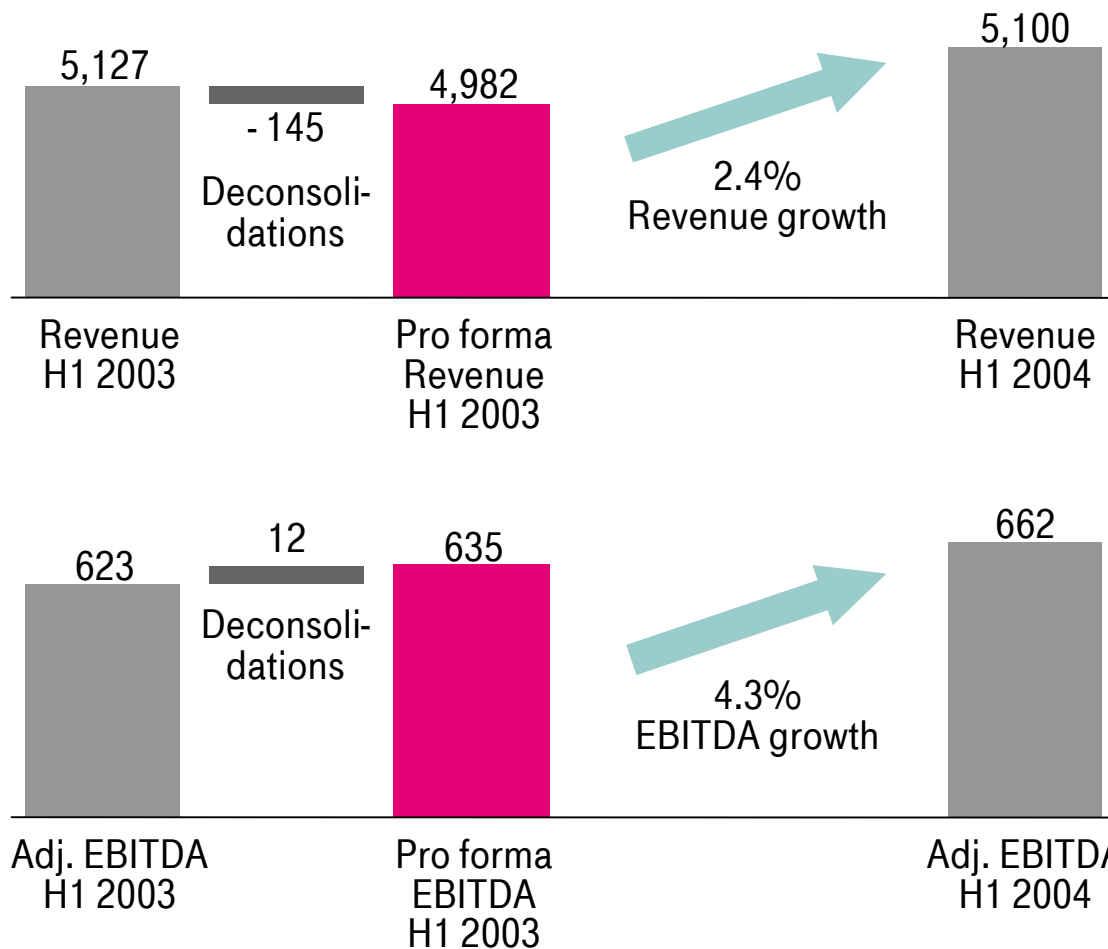 5,127
- 145
Deconsoli-
dations
4,982
2.4%
Revenue growth
5,100
Revenue
H1 2003
Pro forma
Revenue
H1 2003
Revenue
H1 2004
623
12
Deconsoli-
dations
635
4.3%
EBITDA growth
662
Adj. EBITDA
H1 2003
Pro forma
EBITDA
H1 2003
Adj. EBITDA
H1 2004